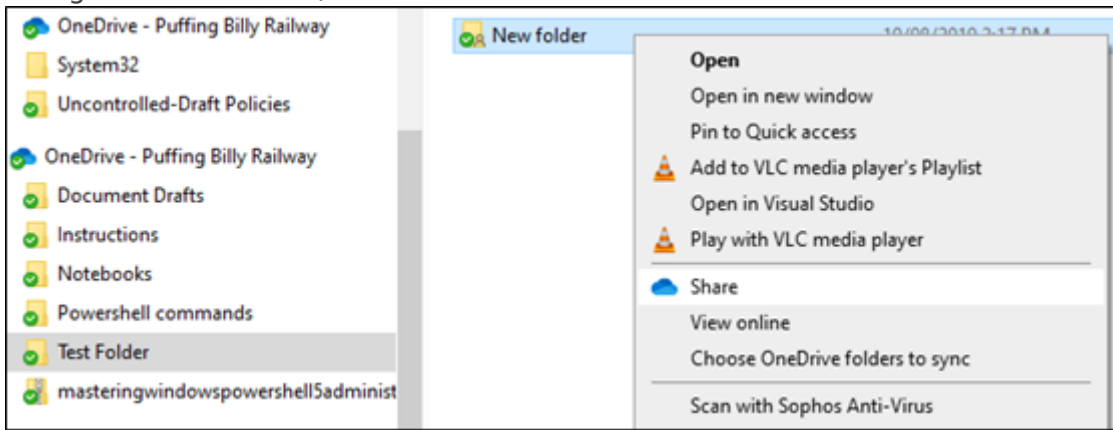 OneDrive - Puffing Billy Railway
System32
Uncontrolled-Draft Policies
OneDrive - Puffing Billy Railway
Document Drafts
Instructions
Notebooks
Powershell commands
Test Folder
masteringwindowspowershell5administ
New folder
Open
Open in new window
Pin to Quick access
Add to VLC media player's Playlist
Open in Visual Studio
Play with VLC media player
Share
View online
Choose OneDrive folders to sync
Scan with Sophos Anti-Virus